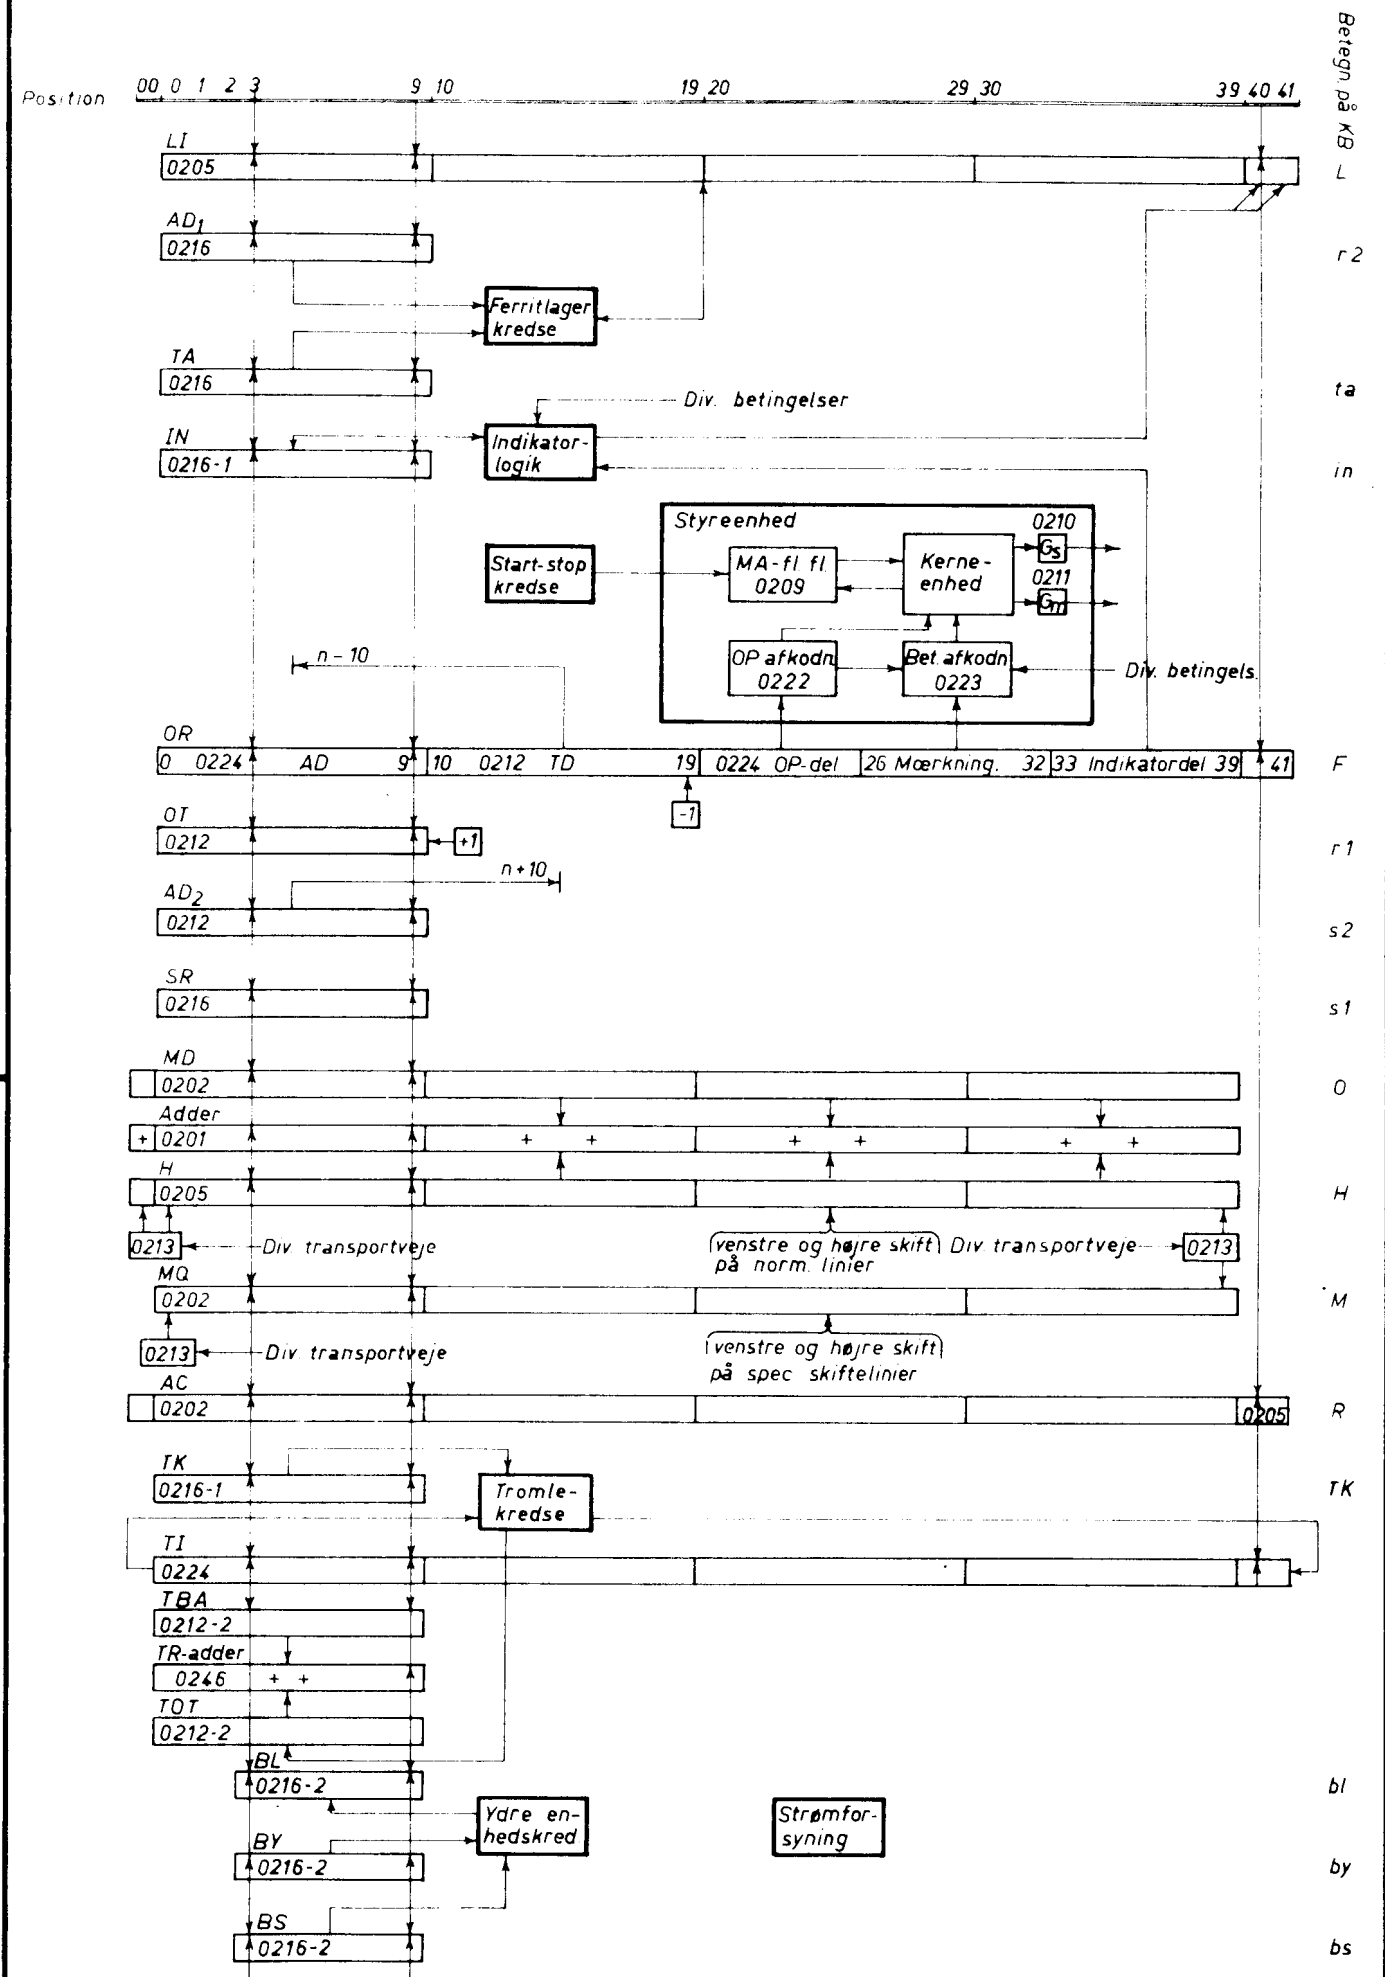 Betegn. på KB
Position 00 0 1 2 3 9 10 19 20 29 30 39 40 41
LI
0205 L
AD1
0216 r2
Ferritlager
kredse
TA
0216 ta
Div. betingelser
IN
0216-1 in
Indikator-
logik
Styreenhed
0210
Start-stop
kredse
MA-fl. fl.
0209
Kerne-
enhed
Gs
0211
Gm
n-10
OP afkodn.
0222
Bet. afkodn.
0223
Div. betingels.
OR
0 0224 AD 9 10 0212 TD 19 0224 OP-del 26 Mærkning. 32 33 Indikatordel 39 41 F
-1
OT
0212 +1 r1
n+10
AD2
0212 s2
SR
0216 s1
MD
0202 O
Adder
+ 0201 + + + + + +
H
0205 H
0213 Div. transportveje
venstre og højre skift
på norm. linier
Div. transportveje 0213
MQ
0202 M
0213 Div. transportveje
venstre og højre skift
på spec skiftelinier
AC
0202 0205 R
TK
0216-1 TK
Tromle-
kredse
TI
0224
TBA
0212-2
TR-adder
0246 + +
TOT
0212-2
BL
0216-2 bl
Ydre en-
hedskred
Strømfor-
syning
BY
0216-2 by
BS
0216-2 bs